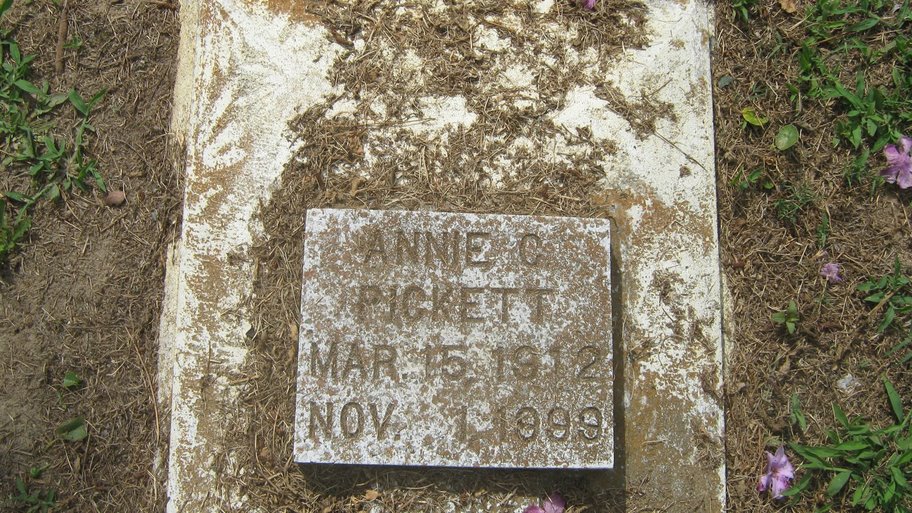 ANNIE C
PICKETT
MAR. 15, 1912
NOV. 1, 1999